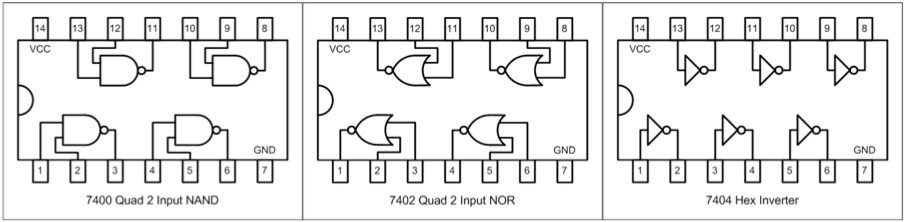 14 13 12 11 10 9 8
VCC
GND
1 2 3 4 5 6 7
7400 Quad 2 Input NAND
14 13 12 11 10 9 8
VCC
GND
1 2 3 4 5 6 7
7402 Quad 2 Input NOR
14 13 12 11 10 9 8
VCC
GND
1 2 3 4 5 6 7
7404 Hex Inverter